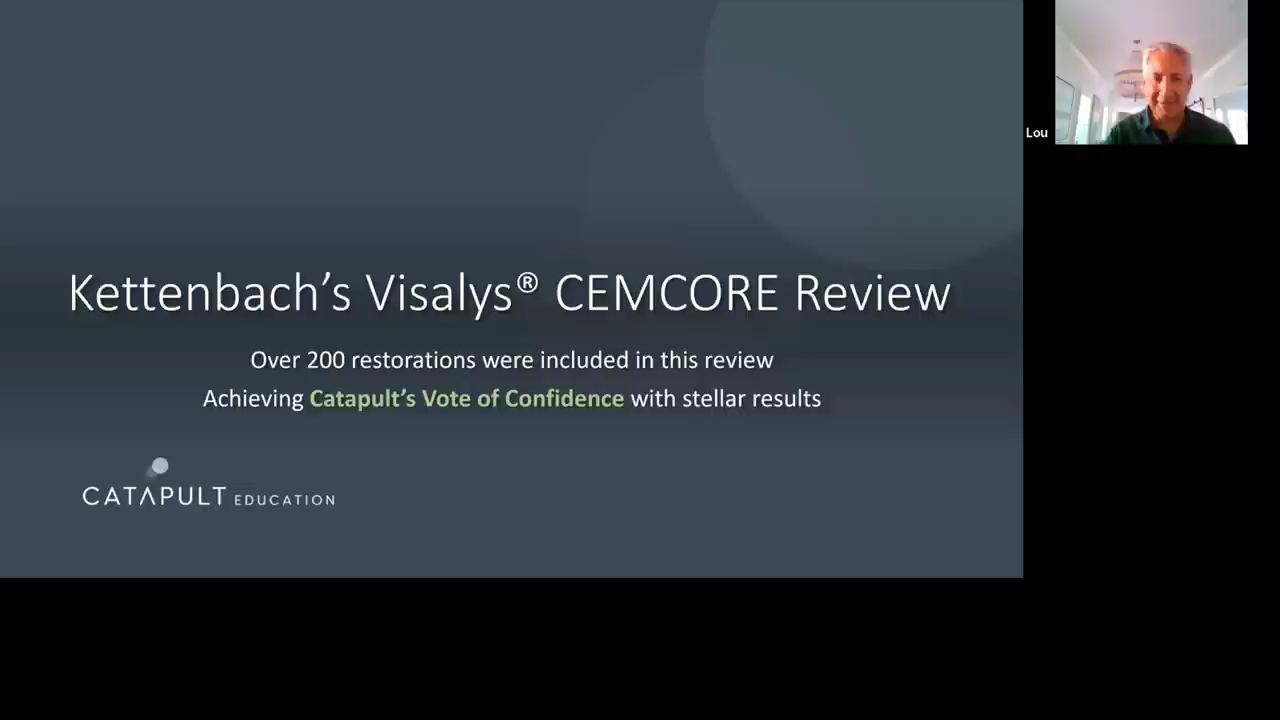 Kettenbach's Visalys® CEMCORE Review
Over 200 restorations were included in this review
Achieving Catapult's Vote of Confidence with stellar results
CATAPULT EDUCATION
Lou